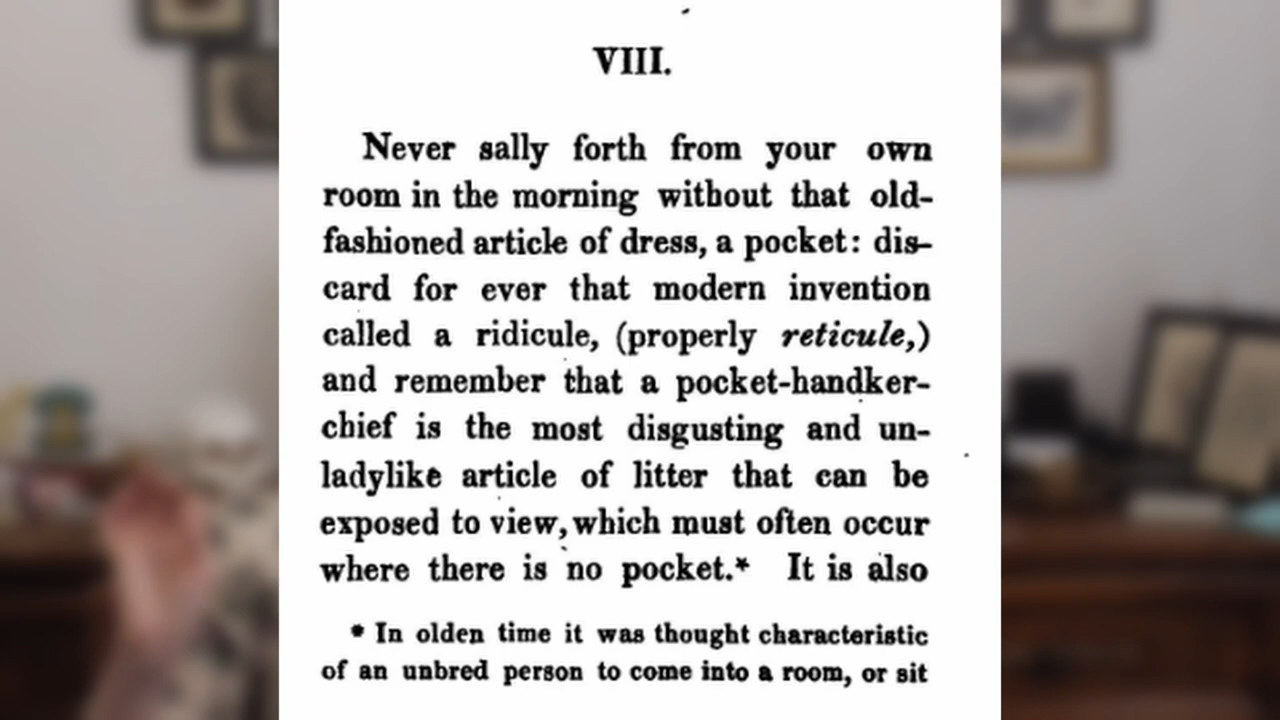 VIII.
Never sally forth from your own
room in the morning without that old-
fashioned article of dress, a pocket: dis-
card for ever that modern invention
called a ridicule, (properly reticule,)
and remember that a pocket-handker-
chief is the most disgusting and un-
ladylike article of litter that can be
exposed to view, which must often occur
where there is no pocket.* It is also
* In olden time it was thought characteristic
of an unbred person to come into a room, or sit